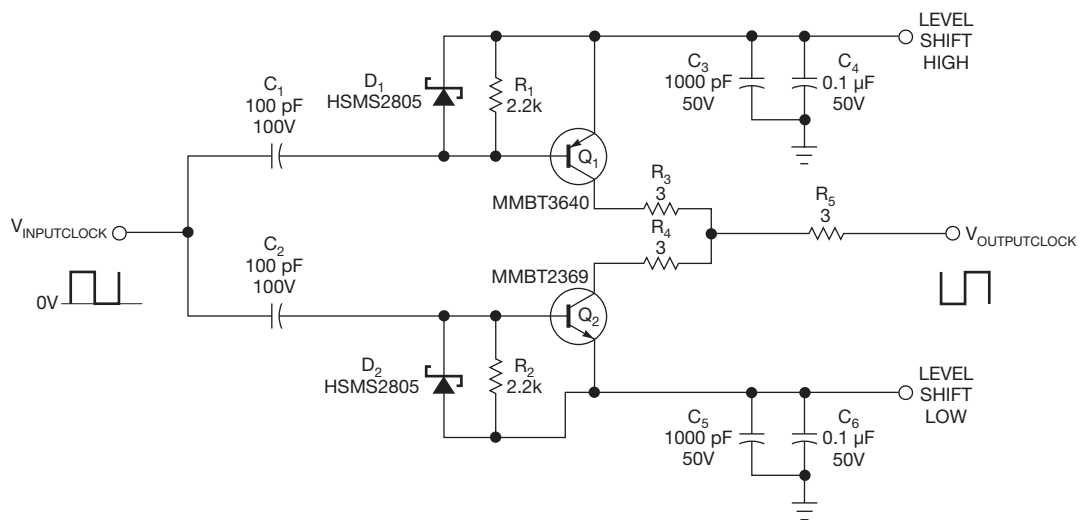 LEVEL
SHIFT
HIGH
C3
1000 pF
50V
C4
0.1 µF
50V
D1
HSMS2805
R1
2.2k
C1
100 pF
100V
Q1
MMBT3640
R3
3
R4
3
R5
3
VINPUTCLOCK
VOUTPUTCLOCK
0V
C2
100 pF
100V
MMBT2369
Q2
D2
HSMS2805
R2
2.2k
LEVEL
SHIFT
LOW
C5
1000 pF
50V
C6
0.1 µF
50V